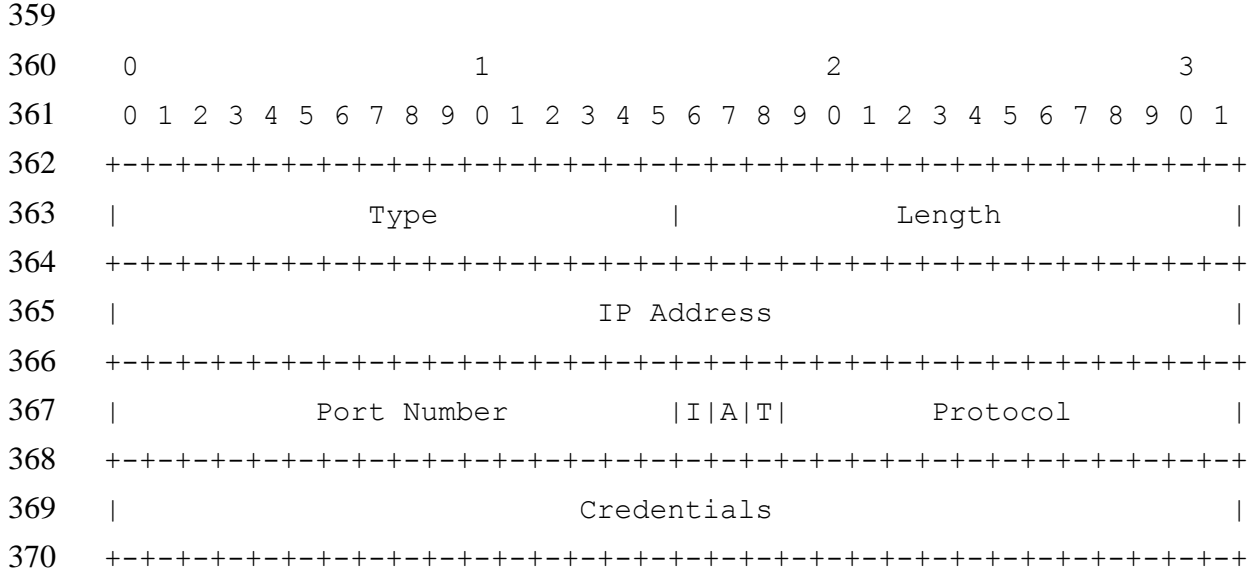 359
360 0 1 2 3
361 0 1 2 3 4 5 6 7 8 9 0 1 2 3 4 5 6 7 8 9 0 1 2 3 4 5 6 7 8 9 0 1
362 +-+-+-+-+-+-+-+-+-+-+-+-+-+-+-+-+-+-+-+-+-+-+-+-+-+-+-+-+-+-+-+-+
363 | Type | Length |
364 +-+-+-+-+-+-+-+-+-+-+-+-+-+-+-+-+-+-+-+-+-+-+-+-+-+-+-+-+-+-+-+-+
365 | IP Address |
366 +-+-+-+-+-+-+-+-+-+-+-+-+-+-+-+-+-+-+-+-+-+-+-+-+-+-+-+-+-+-+-+-+
367 | Port Number |I|A|T| Protocol |
368 +-+-+-+-+-+-+-+-+-+-+-+-+-+-+-+-+-+-+-+-+-+-+-+-+-+-+-+-+-+-+-+-+
369 | Credentials |
370 +-+-+-+-+-+-+-+-+-+-+-+-+-+-+-+-+-+-+-+-+-+-+-+-+-+-+-+-+-+-+-+-+